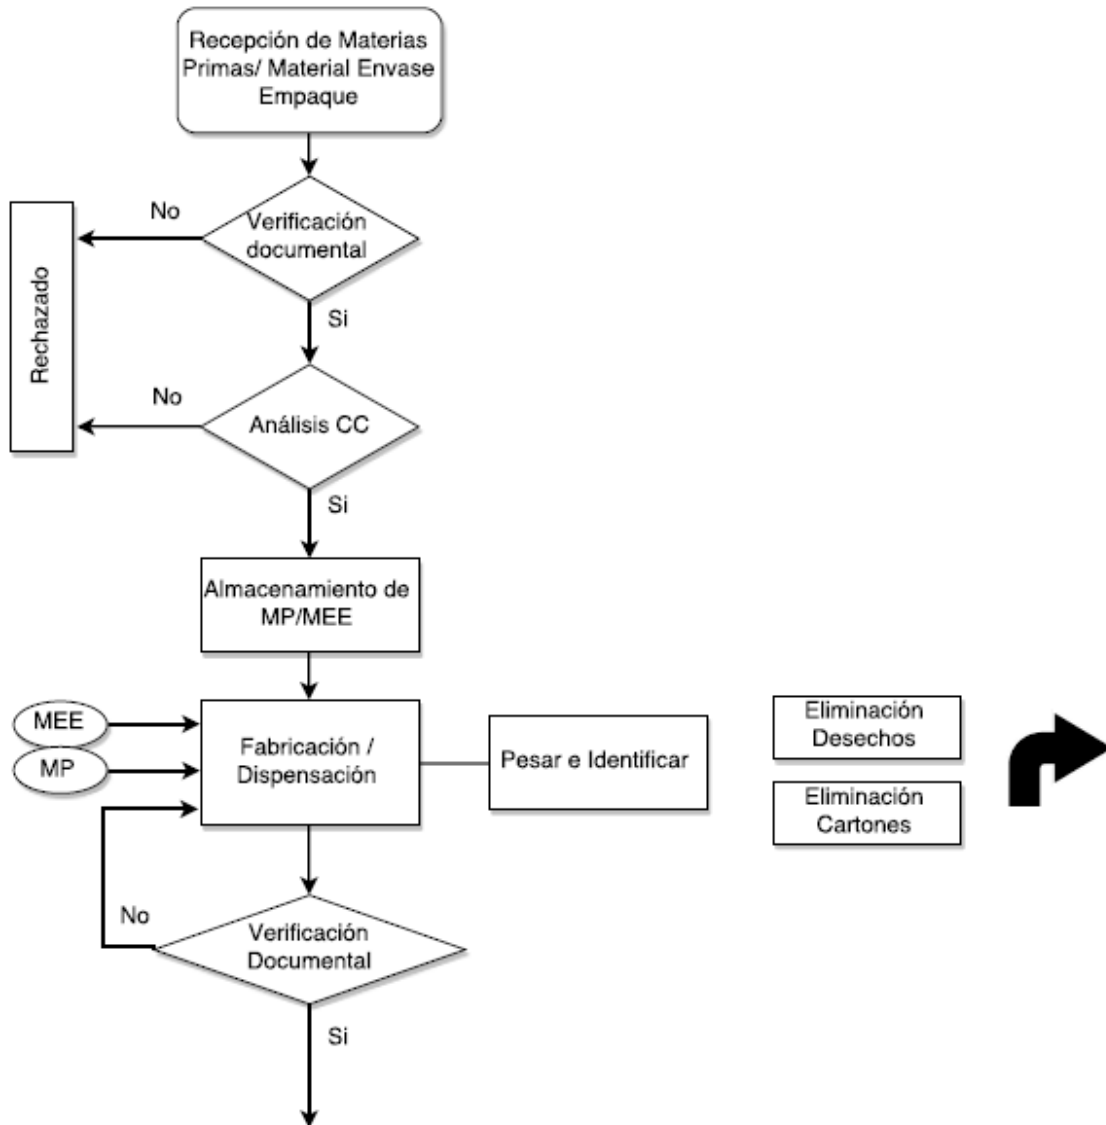 Recepción de Materias
Primas/ Material Envase
Empaque
No
Verificación
documental
Rechazado
Si
No
Análisis CC
Si
Almacenamiento de
MP/MEE
MEE
MP
Fabricación /
Dispensación
Pesar e Identificar
Eliminación
Desechos
Eliminación
Cartones
No
Verificación
Documental
Si